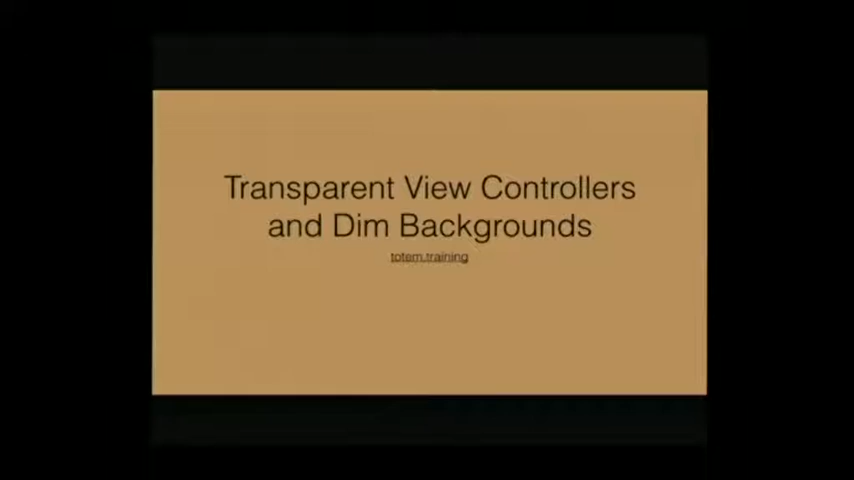 Transparent View Controllers
and Dim Backgrounds
totem.training